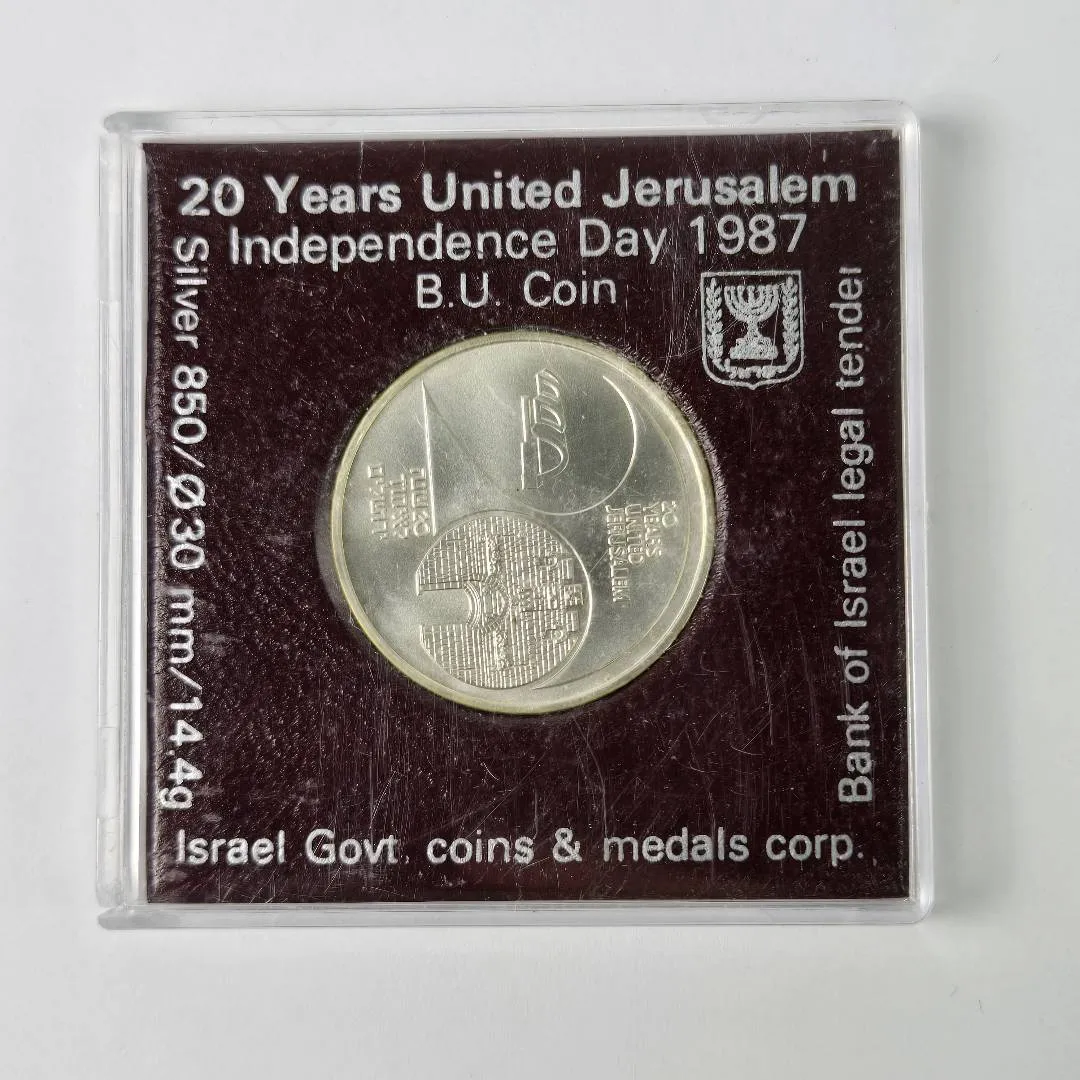 20 Years United Jerusalem
Independence Day 1987
B.U. Coin
Silver 850/Ø30 mm/14.4g
Bank of Israel legal tender
20
YEARS
UNITED
JERUSALEM
Israel Govt. coins & medals corp.